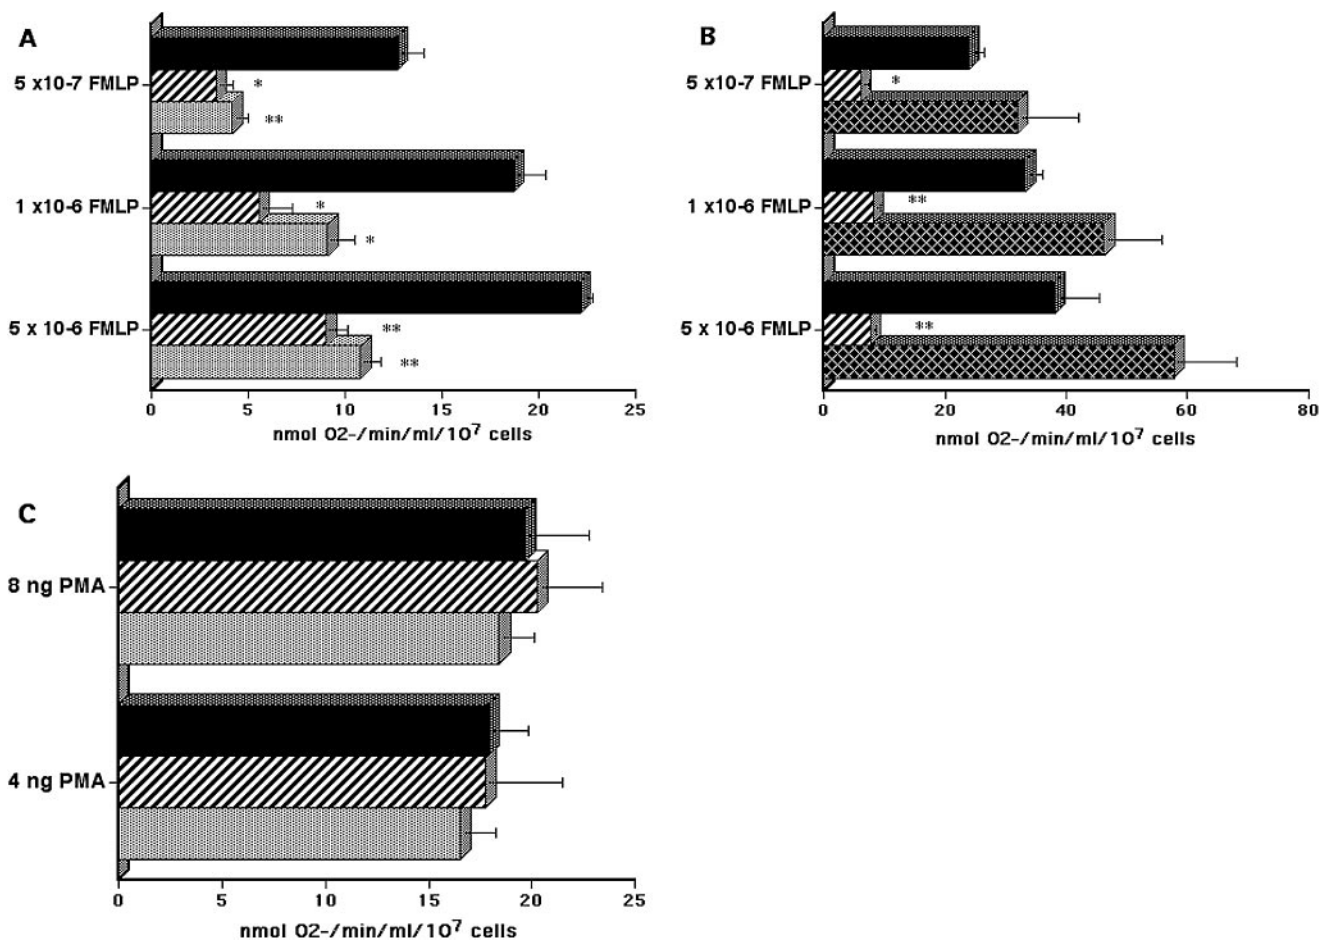 A
5 x10-7 FMLP
*
**
1 x10-6 FMLP
*
*
5 x 10-6 FMLP
**
**
0 5 10 15 20 25
nmol O2-/min/ml/10⁷ cells
B
5 x10-7 FMLP
*
1 x10-6 FMLP
**
5 x 10-6 FMLP
**
0 20 40 60 80
nmol O2-/min/ml/10⁷ cells
C
8 ng PMA
4 ng PMA
0 5 10 15 20 25
nmol O2-/min/ml/10⁷ cells